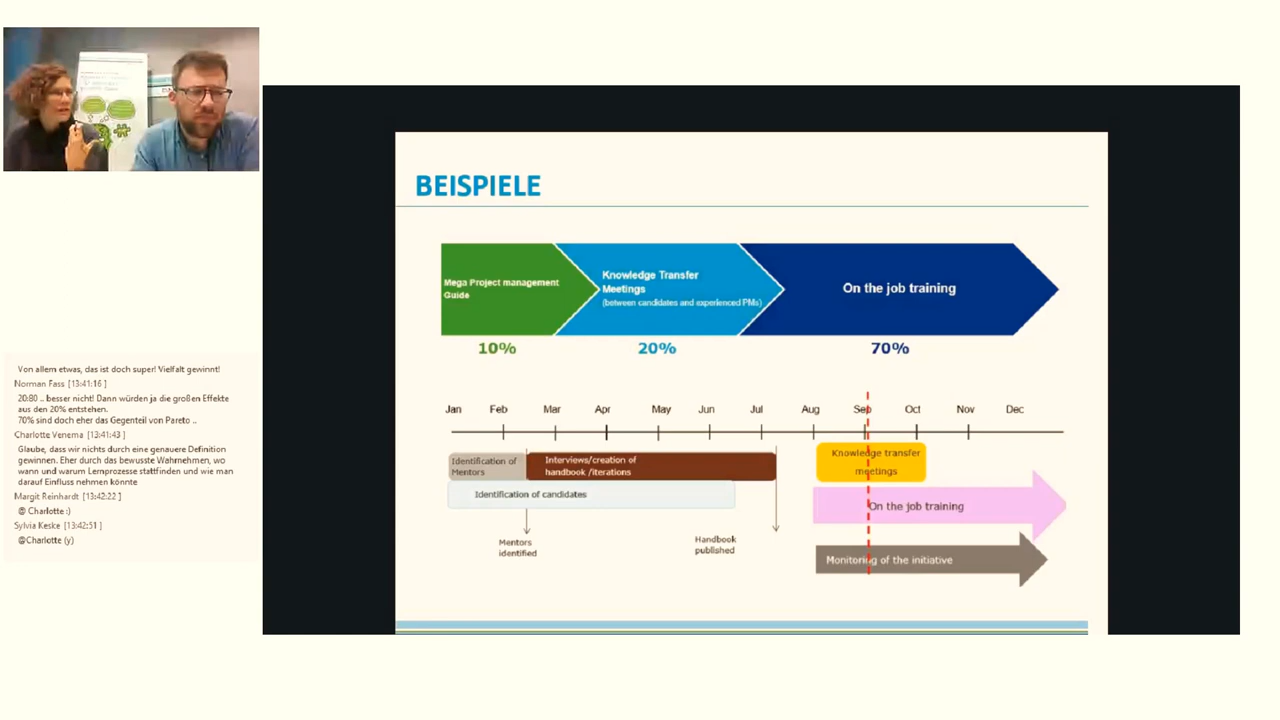 BEISPIELE
Mega Project management
Guide
Knowledge Transfer
Meetings
(between candidates and experienced PMs)
On the job training
10%
20%
70%
Jan Feb Mar Apr May Jun Jul Aug Sep Oct Nov Dec
Identification of
Mentors
Interviews/creation of
handbook /iterations
Knowledge transfer
meetings
Identification of candidates
On the job training
Mentors
identified
Handbook
published
Monitoring of the initiative
Von allem etwas, das ist doch super! Vielfalt gewinnt!
Norman Fass [13:41:16 ]
20:80 .. besser nicht! Dann würden ja die großen Effekte
aus den 20% entstehen.
70% sind doch eher das Gegenteil von Pareto ..
Charlotte Venema [13:41:43 ]
Glaube, dass wir nichts durch eine genauere Definition
gewinnen. Eher durch das bewusste Wahrnehmen, wo
wann und warum Lernprozesse stattfinden und wie man
darauf Einfluss nehmen könnte
Margit Reinhardt [13:42:22 ]
@ Charlotte :)
Sylvia Keske [13:42:51 ]
@Charlotte (y)